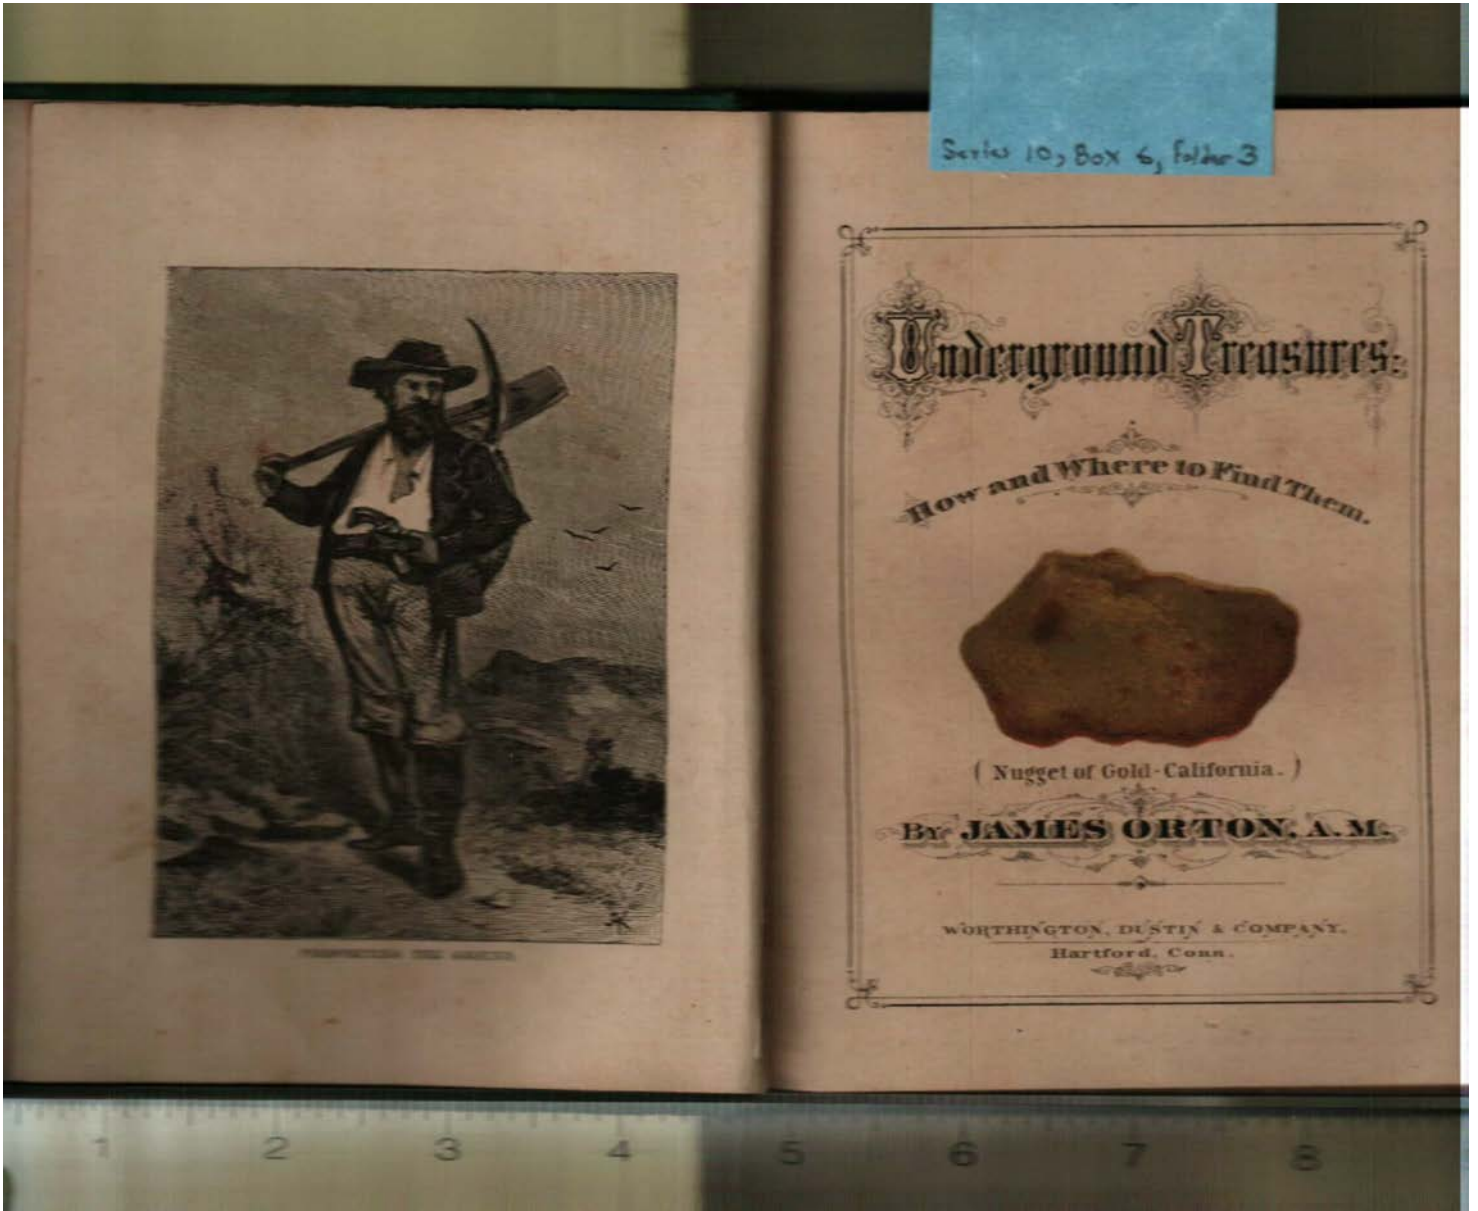 Series 10, Box 6, Folder 3
Underground Treasures:
How and Where to Find Them.
( Nugget of Gold-California. )
By JAMES ORTON, A. M.
WORTHINGTON, DUSTIN & COMPANY,
Hartford, Conn.
1 2 3 4 5 6 7 8